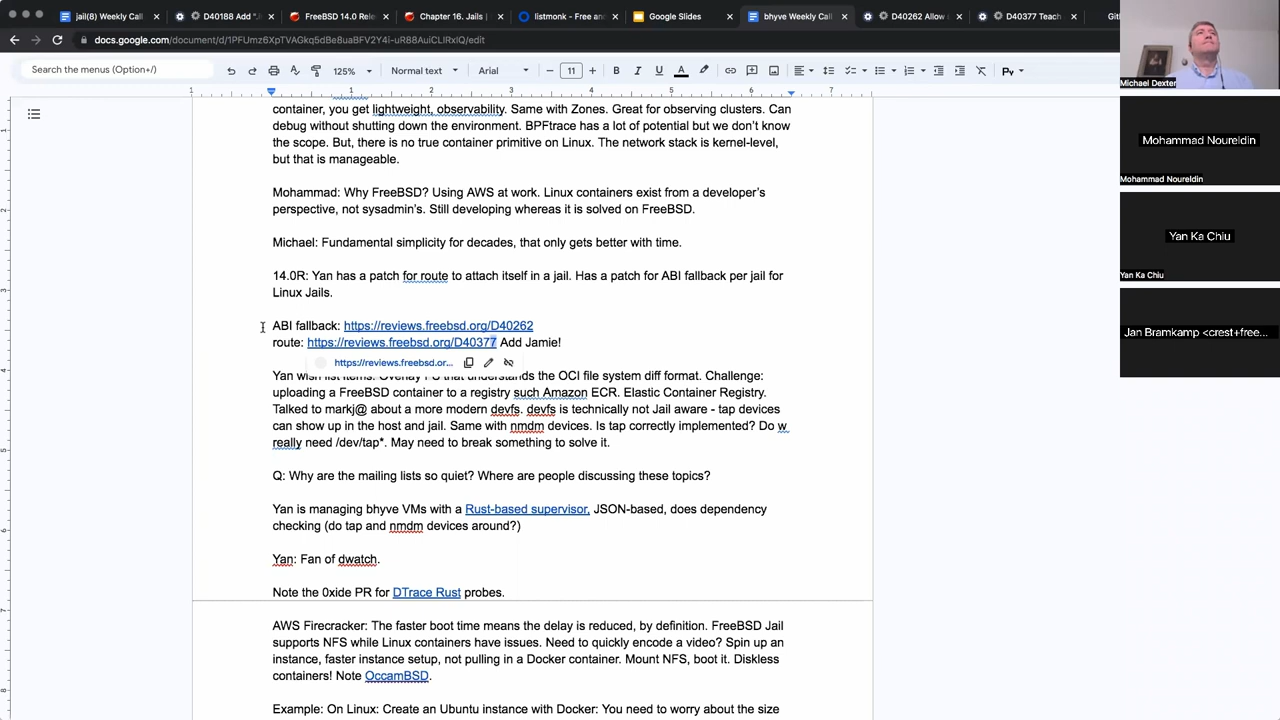 jail(8) Weekly Call
D40188 Add "J
FreeBSD 14.0 Rele
Chapter 16. Jails |
listmonk - Free an
Google Slides
bhyve Weekly Call
D40262 Allow
D40377 Teach
Gitl
docs.google.com/document/d/1PFUmz6XpTVAGkq5dBe8uaBFV2Y4i-uR88AuiCLIRxIQ/edit
Search the menus (Option+/)
125%
Normal text
Arial
11
B I U A
1 1 2 3 4 5 6 7
container, you get lightweight, observability. Same with Zones. Great for observing clusters. Can
debug without shutting down the environment. BPFtrace has a lot of potential but we don't know
the scope. But, there is no true container primitive on Linux. The network stack is kernel-level,
but that is manageable.
Mohammad: Why FreeBSD? Using AWS at work. Linux containers exist from a developer's
perspective, not sysadmin's. Still developing whereas it is solved on FreeBSD.
Michael: Fundamental simplicity for decades, that only gets better with time.
14.0R: Yan has a patch for route to attach itself in a jail. Has a patch for ABI fallback per jail for
Linux Jails.
ABI fallback: https://reviews.freebsd.org/D40262
route: https://reviews.freebsd.org/D40377 Add Jamie!
https://reviews.freebsd.or...
Yan wish list items: Overlay FS that understands the OCI file system diff format. Challenge:
uploading a FreeBSD container to a registry such Amazon ECR. Elastic Container Registry.
Talked to markj@ about a more modern devfs. devfs is technically not Jail aware - tap devices
can show up in the host and jail. Same with nmdm devices. Is tap correctly implemented? Do w
really need /dev/tap*. May need to break something to solve it.
Q: Why are the mailing lists so quiet? Where are people discussing these topics?
Yan is managing bhyve VMs with a Rust-based supervisor, JSON-based, does dependency
checking (do tap and nmdm devices around?)
Yan: Fan of dwatch.
Note the 0xide PR for DTrace Rust probes.
AWS Firecracker: The faster boot time means the delay is reduced, by definition. FreeBSD Jail
supports NFS while Linux containers have issues. Need to quickly encode a video? Spin up an
instance, faster instance setup, not pulling in a Docker container. Mount NFS, boot it. Diskless
containers! Note OccamBSD.
Example: On Linux: Create an Ubuntu instance with Docker: You need to worry about the size
Michael Dexter
Mohammad Noureldin
Mohammad Noureldin
Yan Ka Chiu
Yan Ka Chiu
Jan Bramkamp <crest+free...